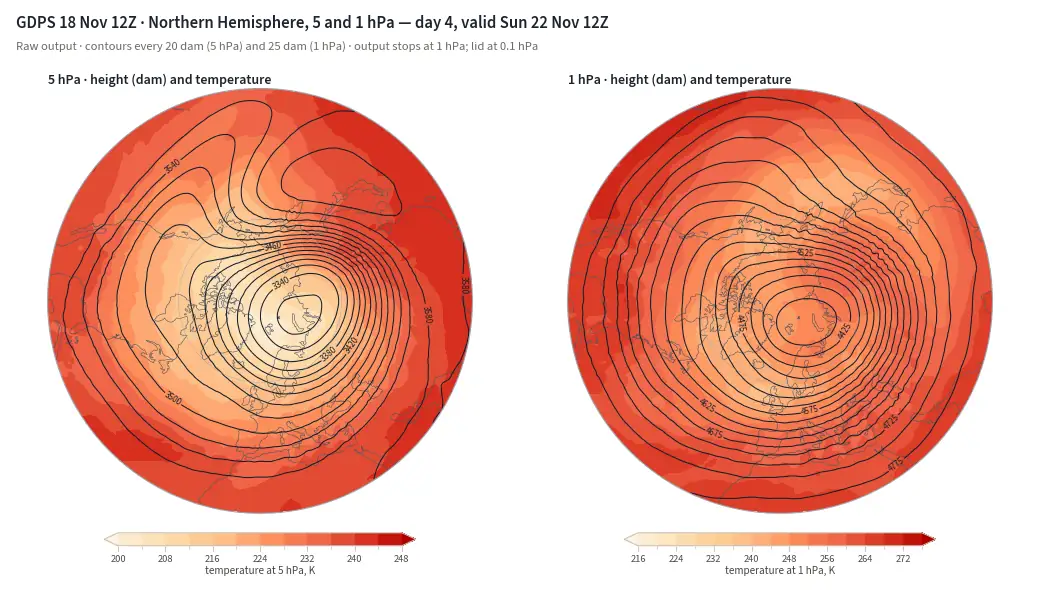 GDPS 18 Nov 12Z · Northern Hemisphere, 5 and 1 hPa — day 4, valid Sun 22 Nov 12Z
Raw output · contours every 20 dam (5 hPa) and 25 dam (1 hPa) · output stops at 1 hPa; lid at 0.1 hPa
5 hPa · height (dam) and temperature
3540
3460
3340
3580
3580
3420
3380
3500
200 208 216 224 232 240 248
temperature at 5 hPa, K
1 hPa · height (dam) and temperature
4525
4475
4425
4625
4575
4675
4725
4775
216 224 232 240 248 256 264 272
temperature at 1 hPa, K